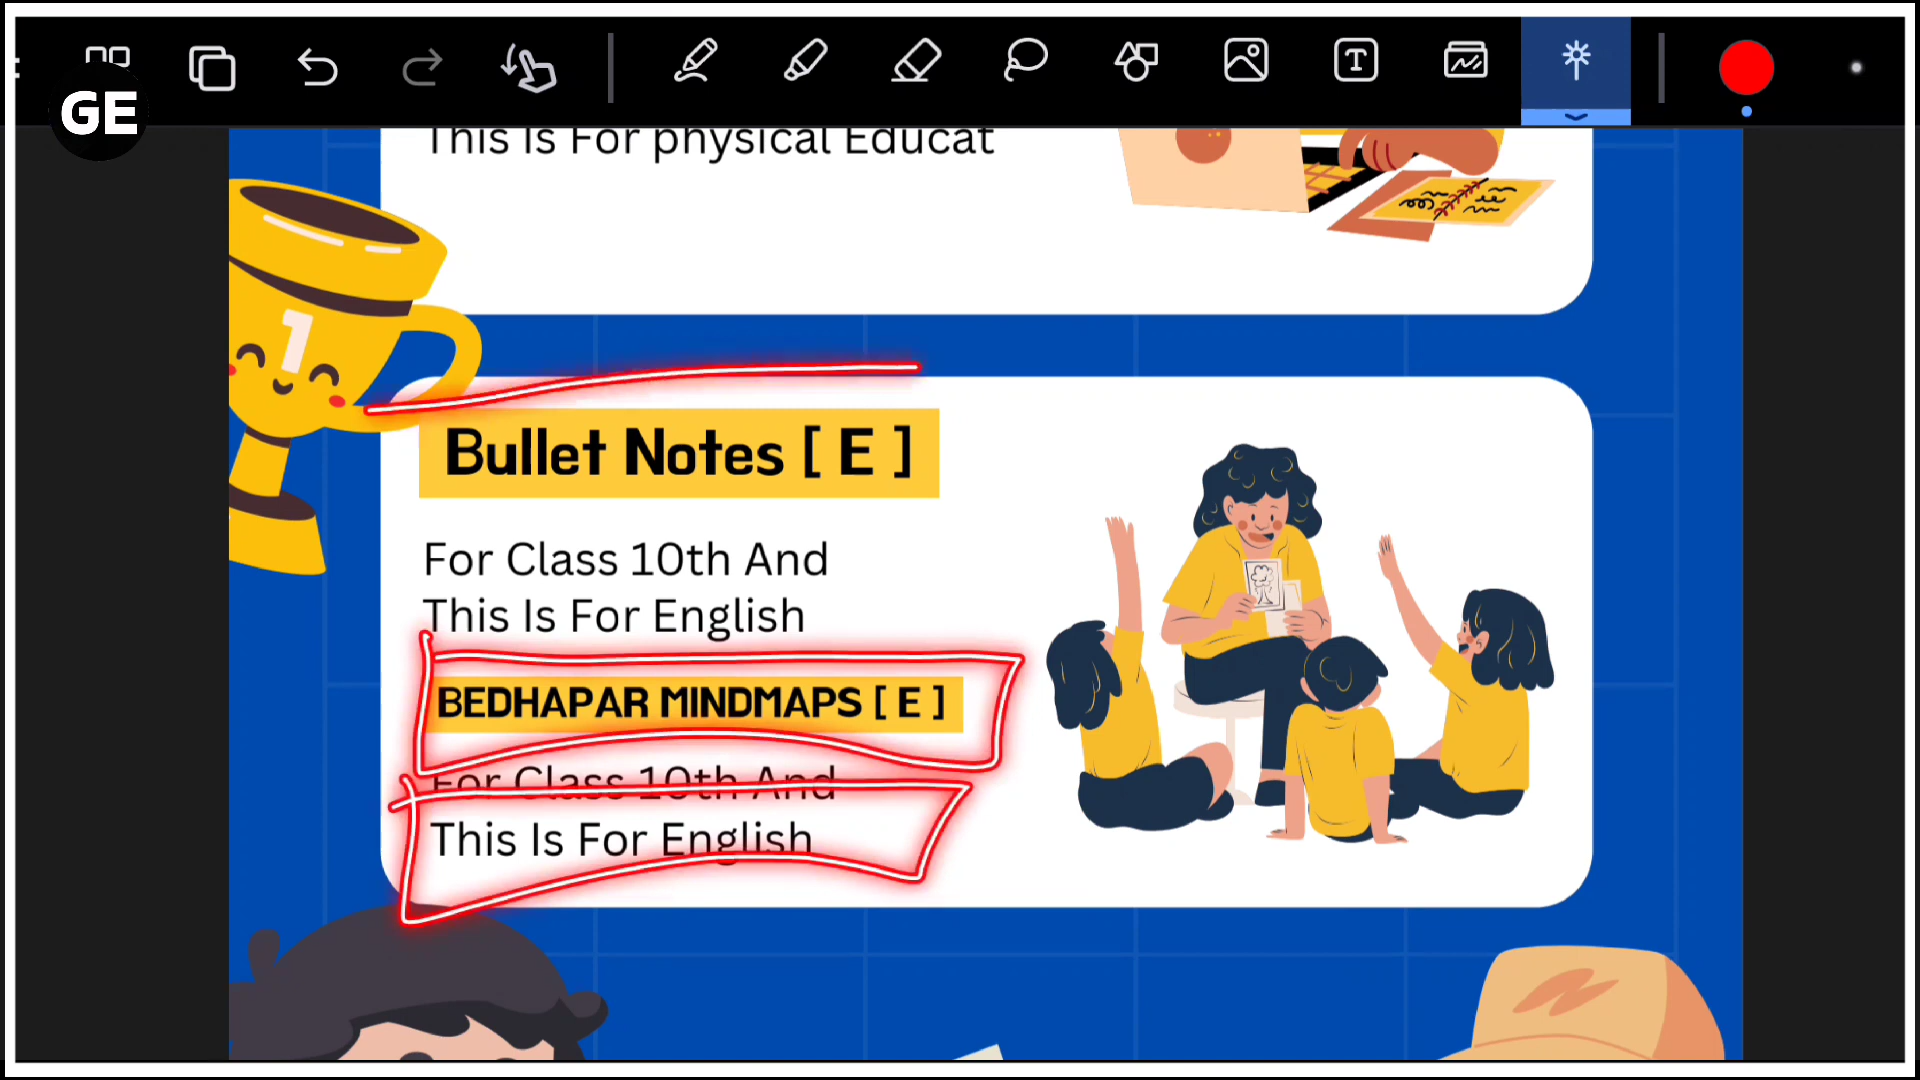 GE
This Is For physical Educat
1
Bullet Notes [ E ]
For Class 10th And
This Is For English
BEDHAPAR MINDMAPS [ E ]
For Class 10th And
This Is For English